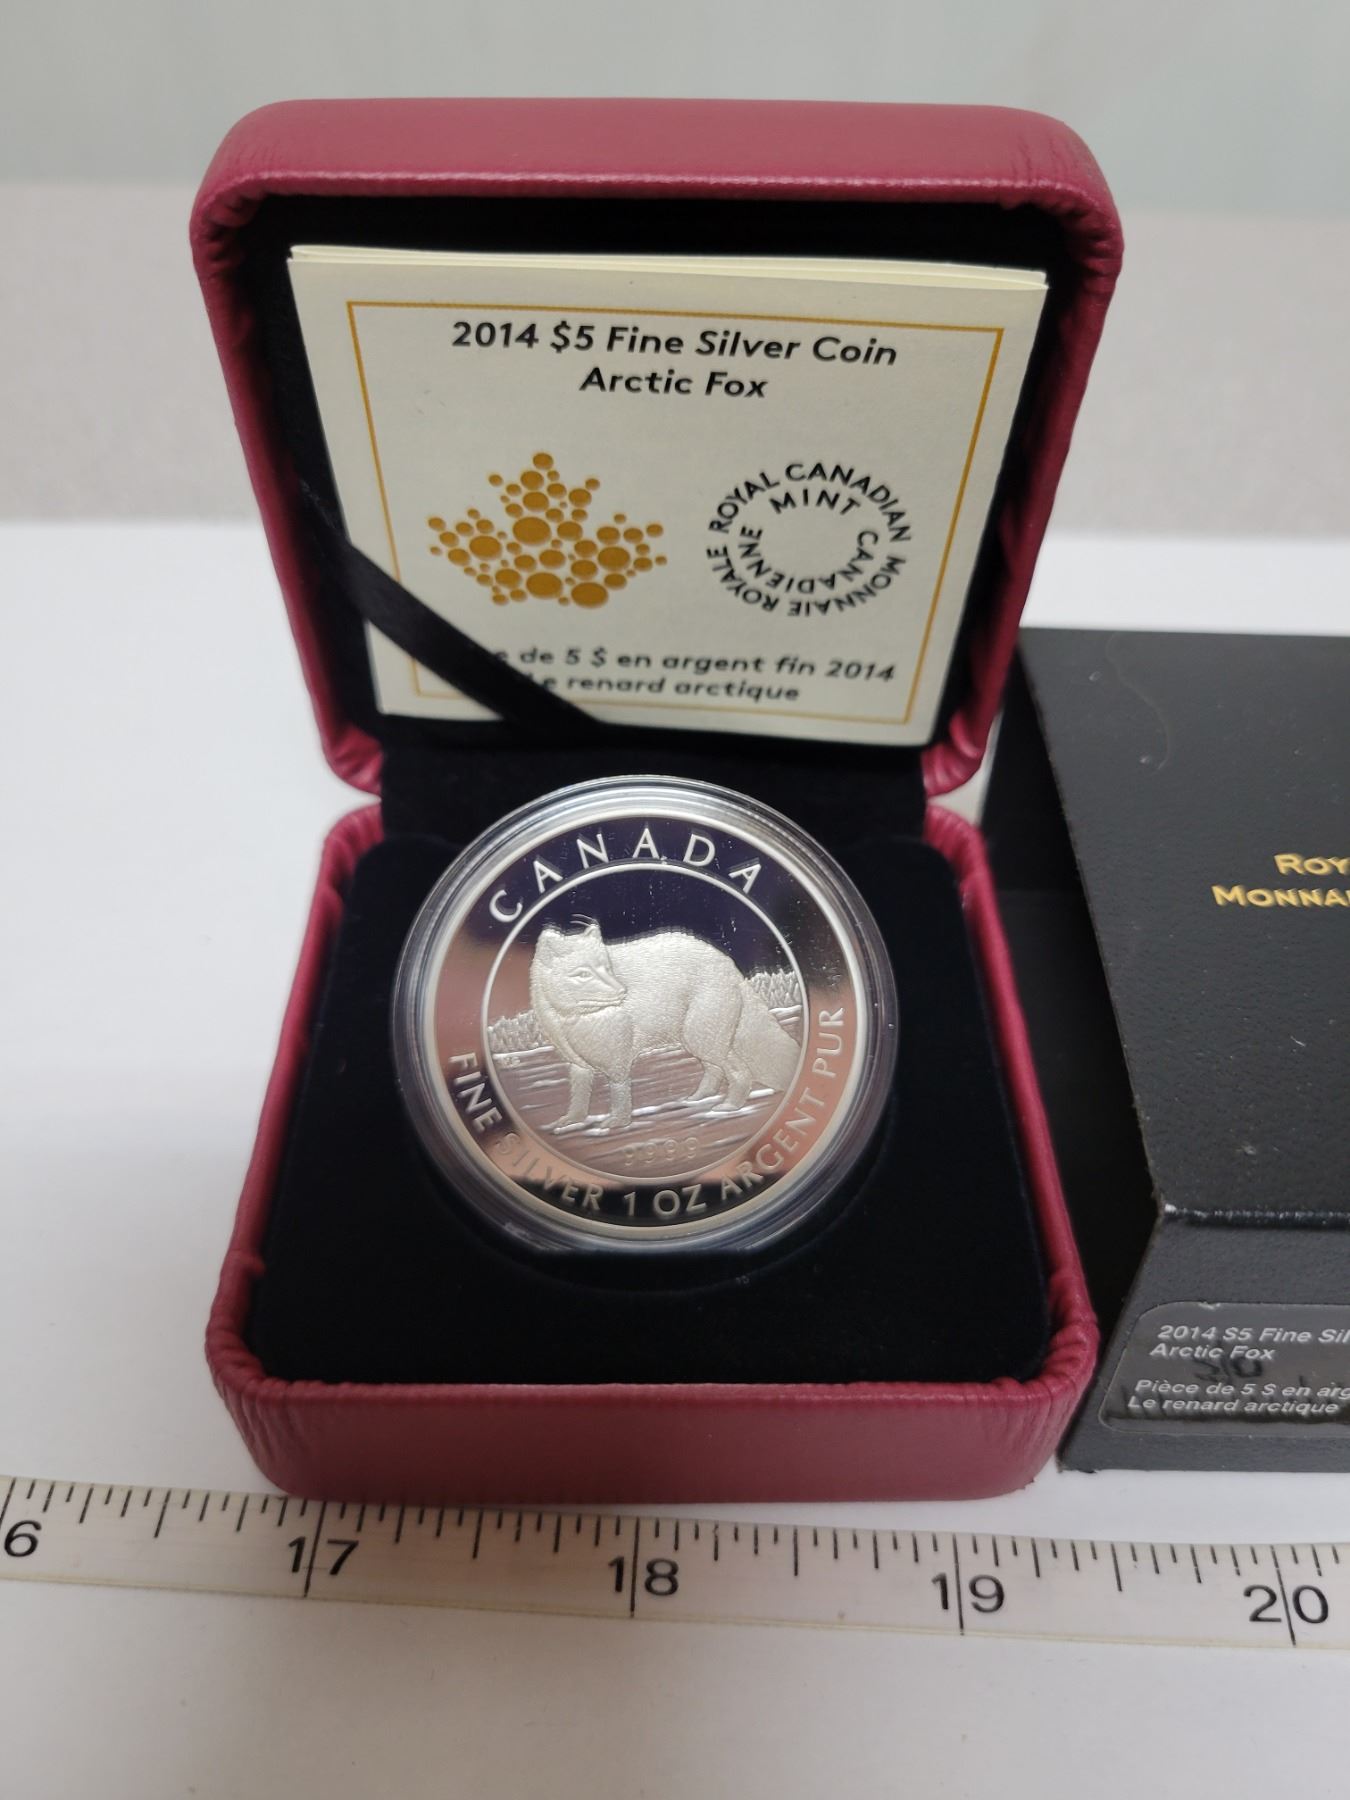 2014 $5 Fine Silver Coin
Arctic Fox
ROYAL CANADIAN MINT
MONNAIE ROYALE CANADIENNE
de 5 $ en argent fin 2014
Le renard arctique
CANADA
9999
FINE SILVER 1 OZ ARGENT PUR
ROY
MONNAI
2014 $5 Fine Sil
Arctic Fox
Pièce de 5 $ en arg
Le renard arctique
6 17 18 19 20